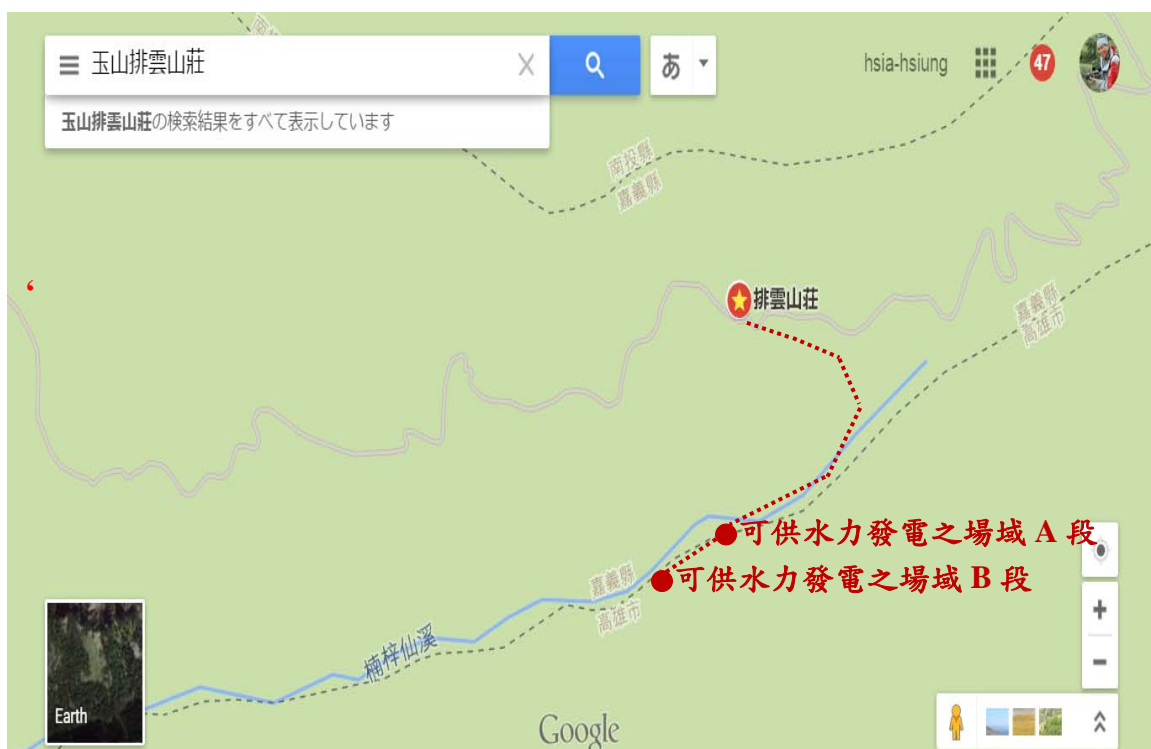 玉山排雲山莊
あ
hsia-hsiung
47
玉山排雲山莊の検索結果をすべて表示しています
南投縣
嘉義縣
‘
排雲山荘
嘉義縣
高雄市
可供水力發電之場域 A 段
可供水力發電之場域 B 段
嘉義縣
高雄市
楠梓仙溪
Earth
Google